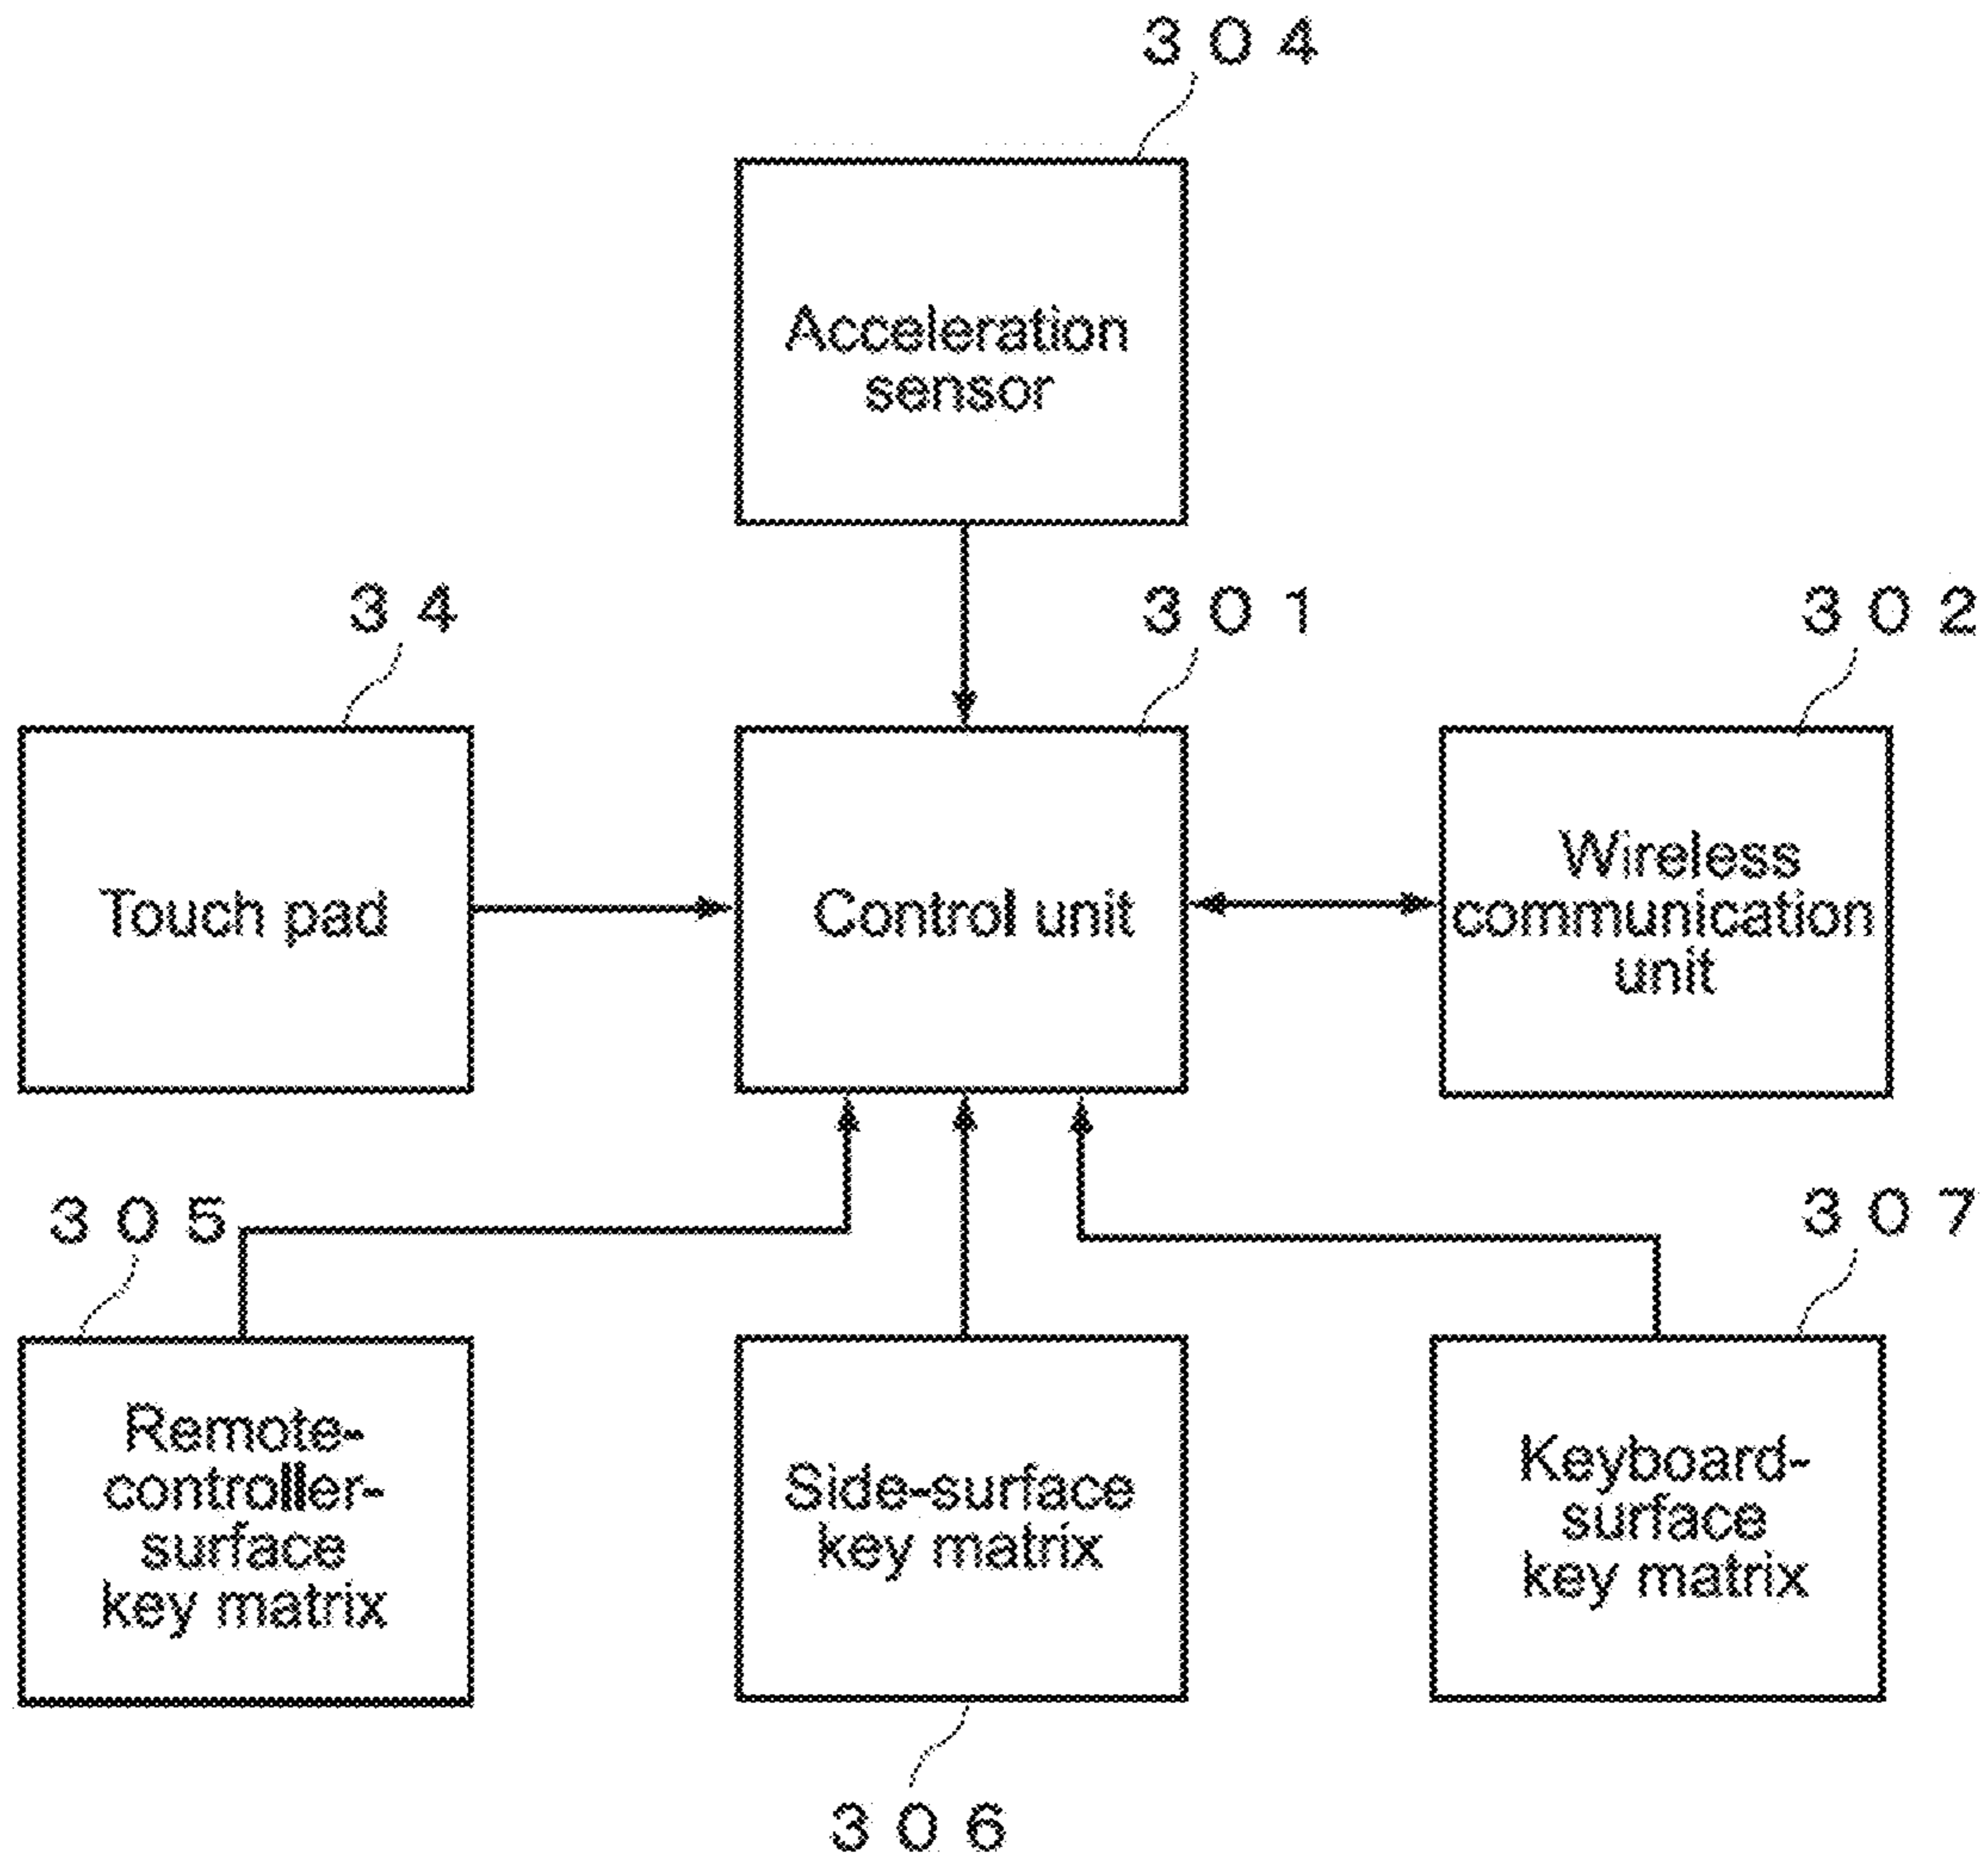 304
Acceleration
sensor
34
301
302
Touch pad
Control unit
Wireless
communication
unit
305
307
Remote-
controller-
surface
key matrix
Side-surface
key matrix
Keyboard-
surface
key matrix
306